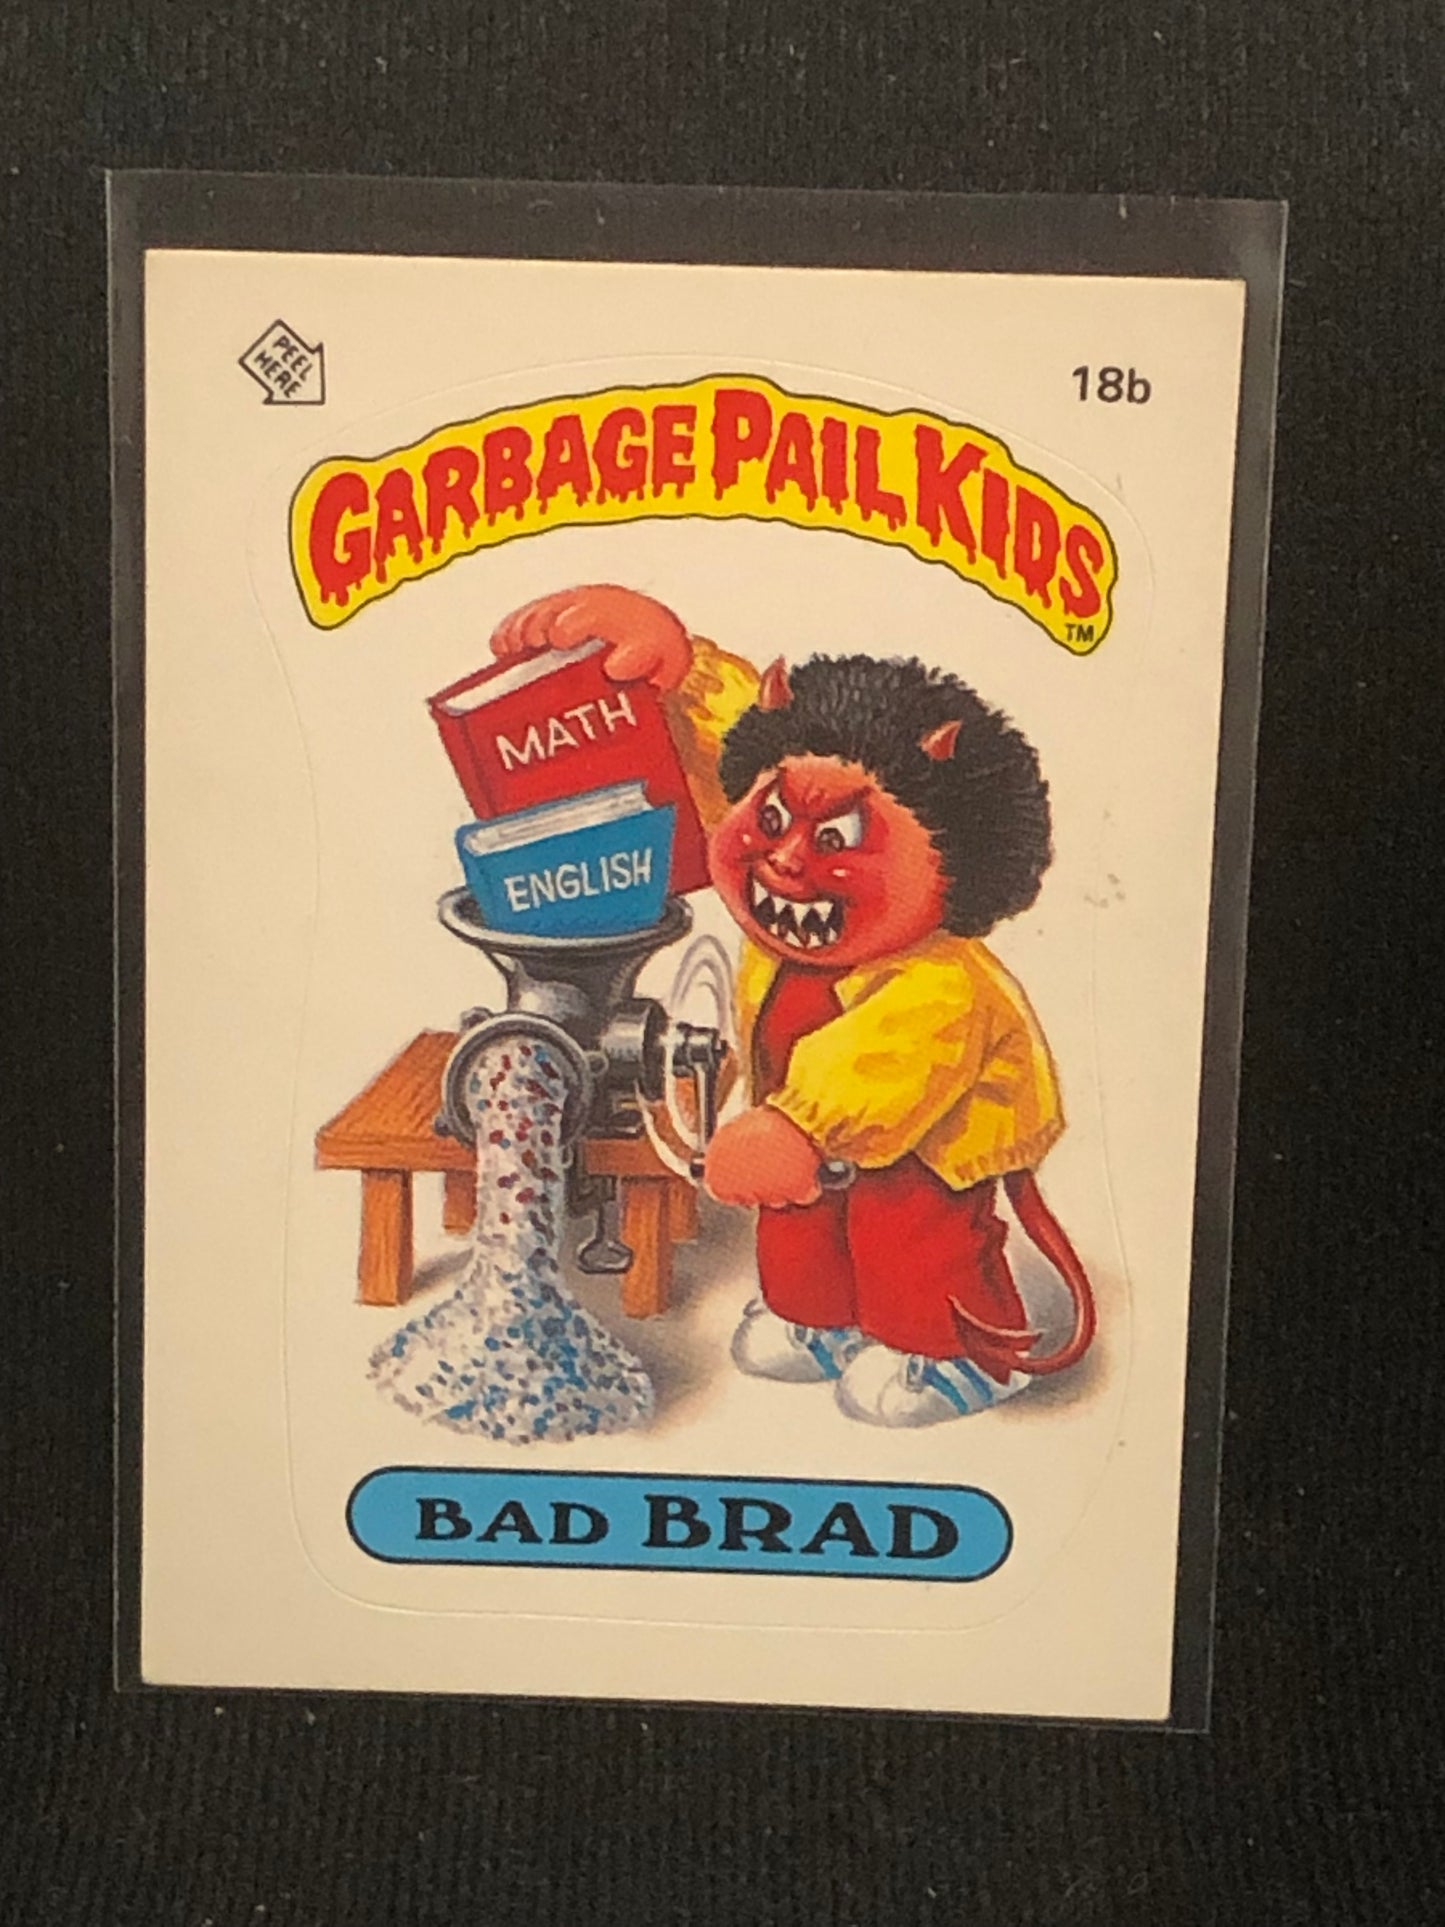 PEEL
HERE
18b
GARBAGE PAIL KIDS
TM
MATH
ENGLISH
BAD BRAD